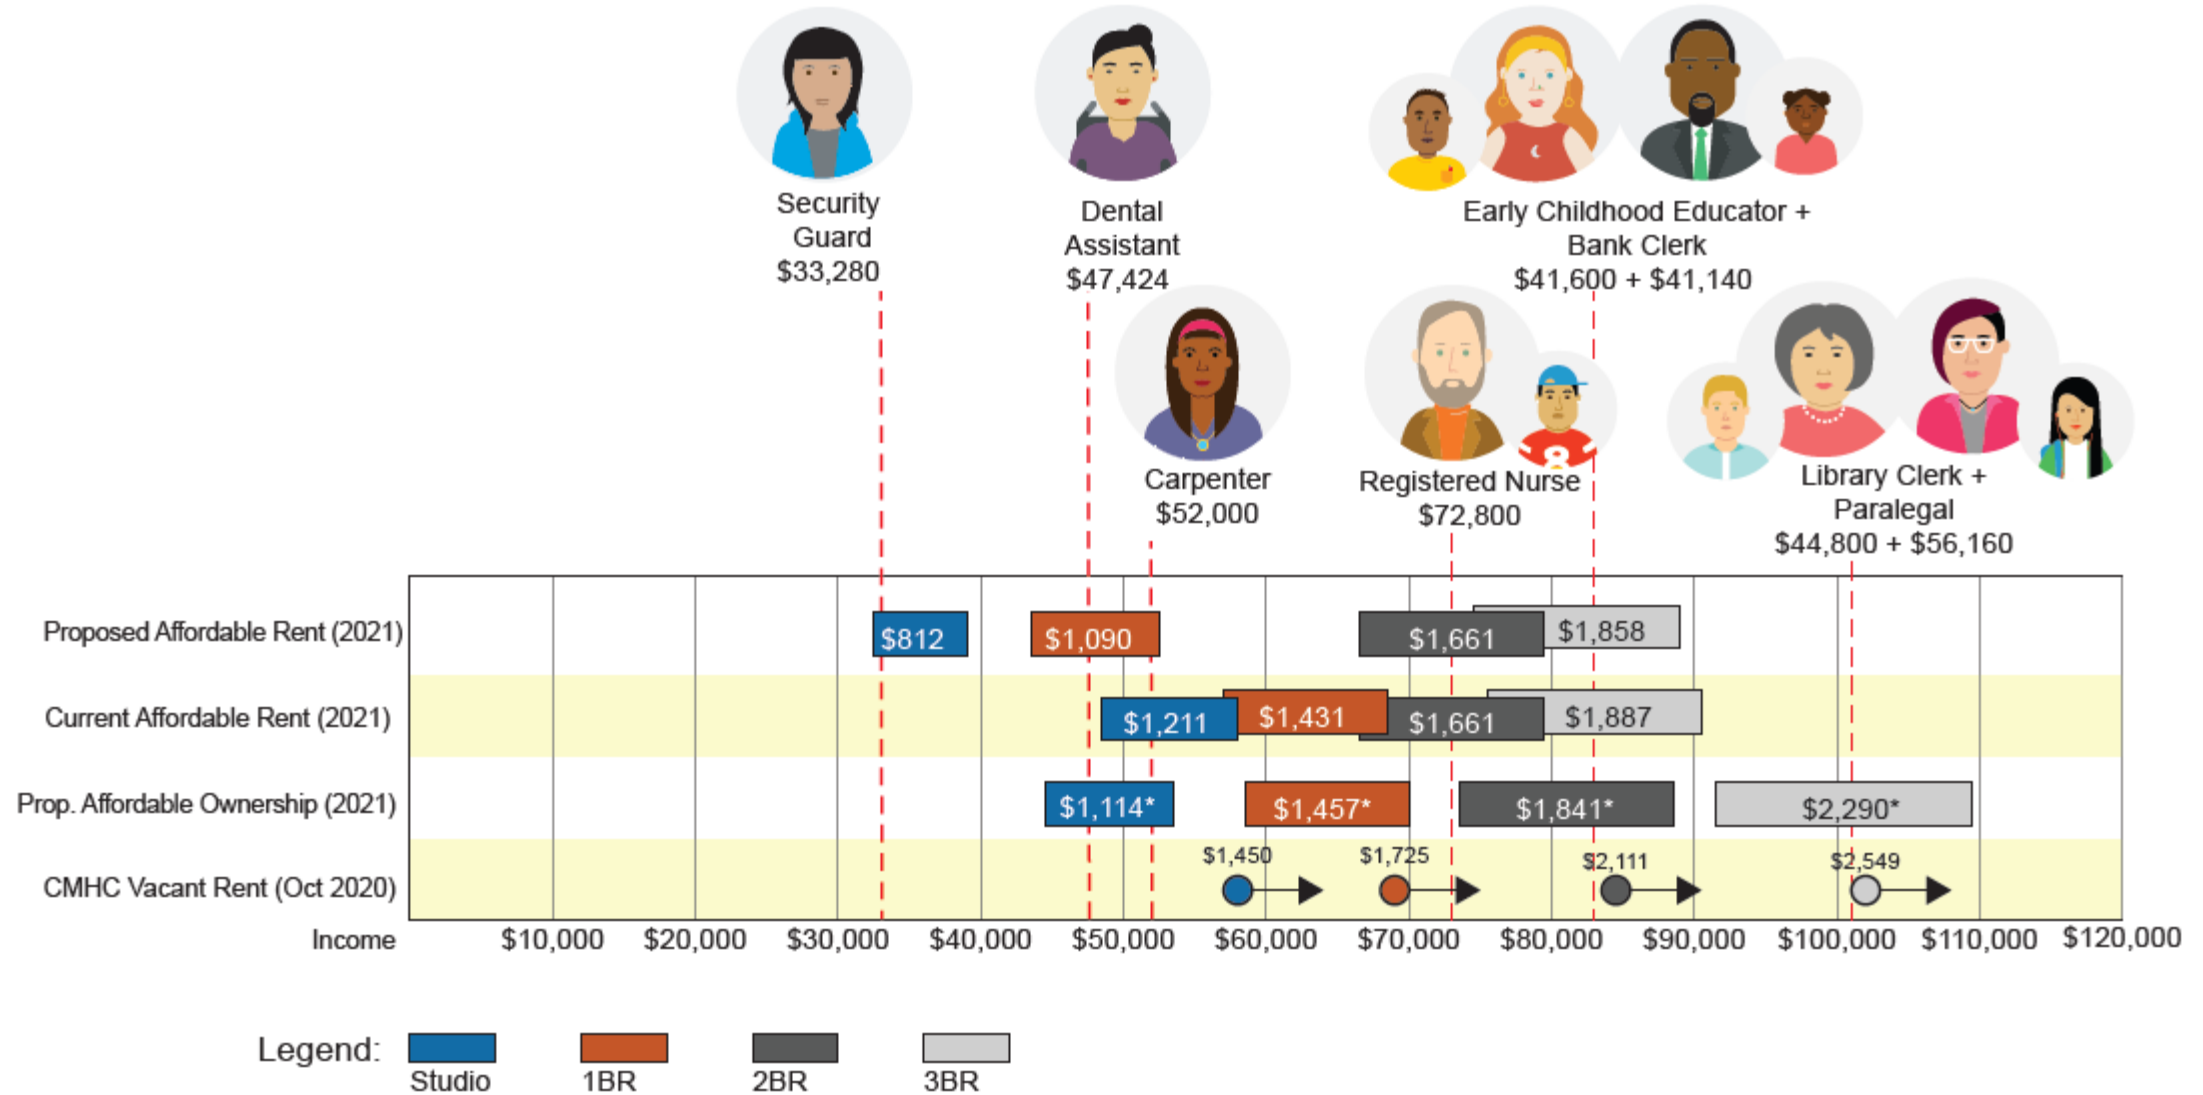 Security
Guard
$33,280
Dental
Assistant
$47,424
Early Childhood Educator +
Bank Clerk
$41,600 + $41,140
Carpenter
$52,000
8
Registered Nurse
$72,800
Library Clerk +
Paralegal
$44,800 + $56,160
Proposed Affordable Rent (2021) $812 $1,090 $1,661 $1,858
Current Affordable Rent (2021) $1,211 $1,431 $1,661 $1,887
Prop. Affordable Ownership (2021) $1,114* $1,457* $1,841* $2,290*
$1,450 $1,725 $2,111 $2,549
CMHC Vacant Rent (Oct 2020)
Income $10,000 $20,000 $30,000 $40,000 $50,000 $60,000 $70,000 $80,000 $90,000 $100,000 $110,000 $120,000
Legend:
Studio 1BR 2BR 3BR